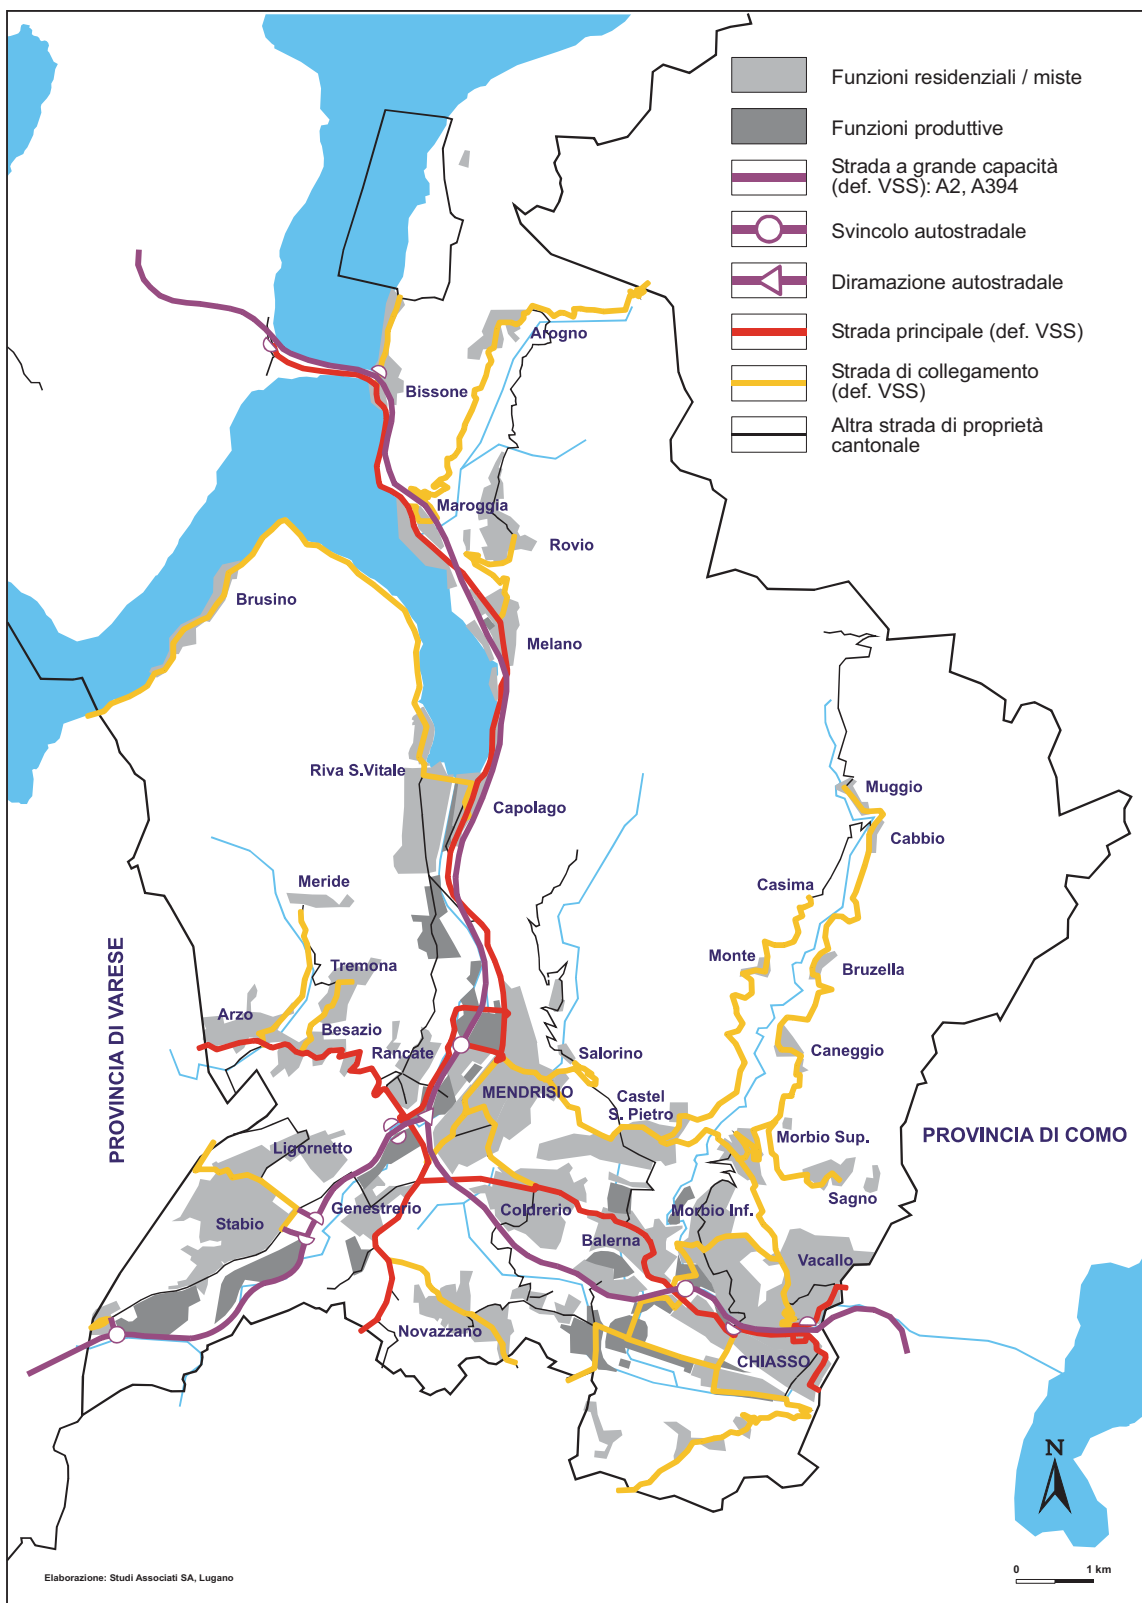 Funzioni residenziali / miste
Funzioni produttive
Strada a grande capacità
(def. VSS): A2, A394
Svincolo autostradale
Diramazione autostradale
Strada principale (def. VSS)
Strada di collegamento
(def. VSS)
Altra strada di proprietà
cantonale
Arogno
Bissone
Maroggia
Rovio
Brusino
Melano
Riva S.Vitale
Capolago
Muggio
Cabbio
Meride
Casima
Tremona
Monte
Bruzella
PROVINCIA DI VARESE
Arzo
Besazio
Rancate
Salorino
Caneggio
MENDRISIO
Castel
S. Pietro
Morbio Sup.
PROVINCIA DI COMO
Ligornetto
Sagno
Stabio
Genestrerio
Coldrerio
Morbio Inf.
Balerna
Vacallo
Novazzano
CHIASSO
N
0 1 km
Elaborazione: Studi Associati SA, Lugano